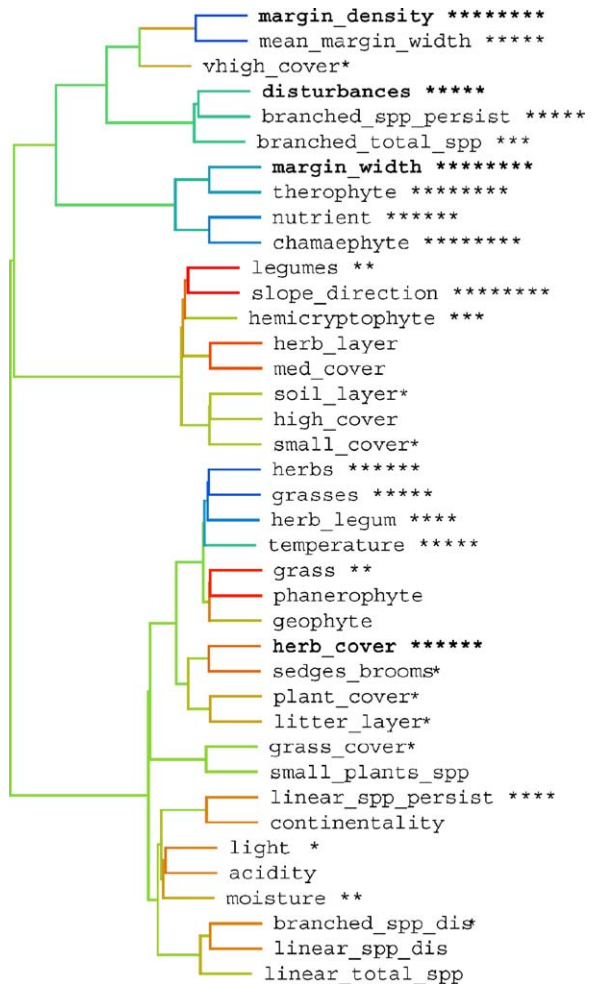 margin_density ********
mean_margin_width *****
vhigh_cover*
disturbances *****
branched_spp_persist *****
branched_total_spp ***
margin_width ********
therophyte ********
nutrient ******
chamaephyte ********
legumes **
slope_direction ********
hemicryptophyte ***
herb_layer
med_cover
soil_layer*
high_cover
small_cover*
herbs ******
grasses *****
herb_legum ****
temperature *****
grass **
phanerophyte
geophyte
herb_cover ******
sedges_brooms*
plant_cover*
litter_layer*
grass_cover*
small_plants_spp
linear_spp_persist ****
continentality
light *
acidity
moisture **
branched_spp_dis*
linear_spp_dis
linear_total_spp